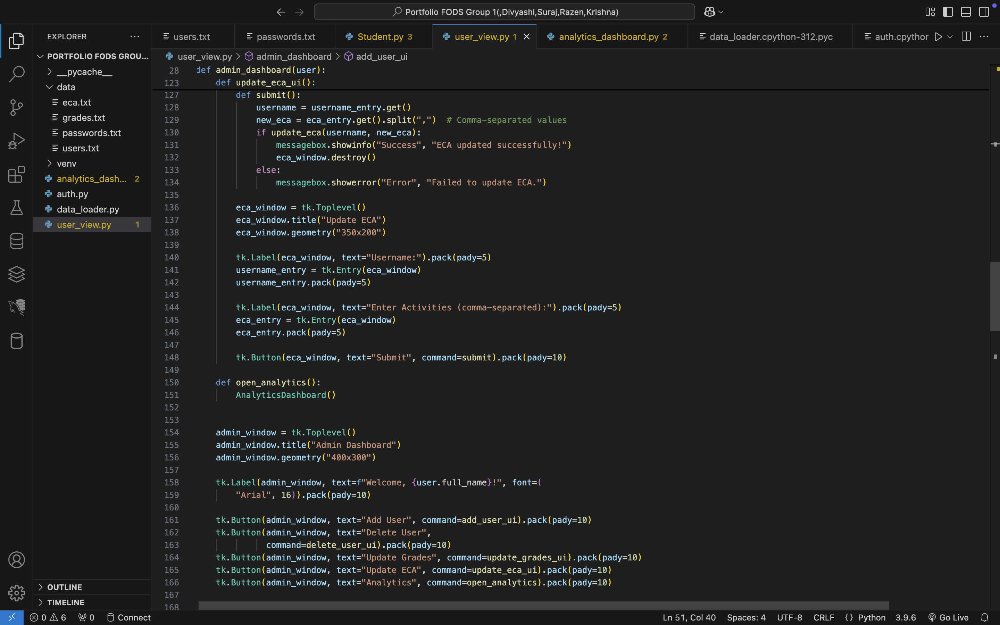 Portfolio FODS Group 1(,Divyashi,Suraj,Razen,Krishna)
EXPLORER
users.txt
passwords.txt
Student.py 3
user_view.py 1
analytics_dashboard.py 2
data_loader.cpython-312.pyc
auth.cpythor
PORTFOLIO FODS GROU...
__pycache__
data
eca.txt
grades.txt
passwords.txt
users.txt
venv
analytics_dash... 2
auth.py
data_loader.py
user_view.py 1
OUTLINE
TIMELINE
user_view.py > admin_dashboard > add_user_ui
28 def admin_dashboard(user):
123 def update_eca_ui():
127 def submit():
128 username = username_entry.get()
129 new_eca = eca_entry.get().split(",")  # Comma-separated values
130 if update_eca(username, new_eca):
131 messagebox.showinfo("Success", "ECA updated successfully!")
132 eca_window.destroy()
133 else:
134 messagebox.showerror("Error", "Failed to update ECA.")
135
136 eca_window = tk.Toplevel()
137 eca_window.title("Update ECA")
138 eca_window.geometry("350x200")
139
140 tk.Label(eca_window, text="Username:").pack(pady=5)
141 username_entry = tk.Entry(eca_window)
142 username_entry.pack(pady=5)
143
144 tk.Label(eca_window, text="Enter Activities (comma-separated):").pack(pady=5)
145 eca_entry = tk.Entry(eca_window)
146 eca_entry.pack(pady=5)
147
148 tk.Button(eca_window, text="Submit", command=submit).pack(pady=10)
149
150 def open_analytics():
151 AnalyticsDashboard()
152
153
154 admin_window = tk.Toplevel()
155 admin_window.title("Admin Dashboard")
156 admin_window.geometry("400x300")
157
158 tk.Label(admin_window, text=f"Welcome, {user.full_name}!", font=(
159 "Arial", 16)).pack(pady=10)
160
161 tk.Button(admin_window, text="Add User", command=add_user_ui).pack(pady=10)
162 tk.Button(admin_window, text="Delete User",
163 command=delete_user_ui).pack(pady=10)
164 tk.Button(admin_window, text="Update Grades", command=update_grades_ui).pack(pady=10)
165 tk.Button(admin_window, text="Update ECA", command=update_eca_ui).pack(pady=10)
166 tk.Button(admin_window, text="Analytics", command=open_analytics).pack(pady=10)
167
168
0 6 0 Connect
Ln 51, Col 40 Spaces: 4 UTF-8 CRLF {} Python 3.9.6 Go Live